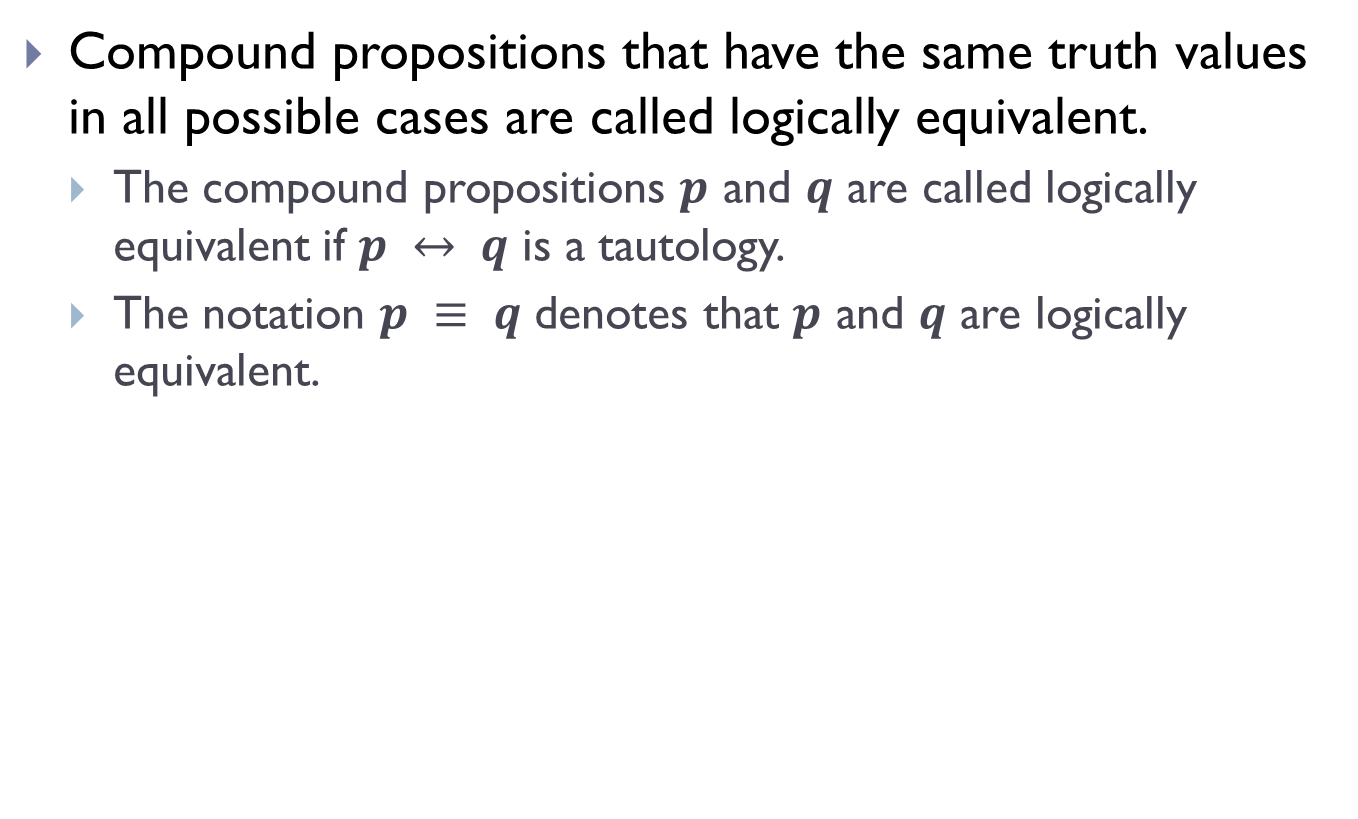 Compound propositions that have the same truth values
in all possible cases are called logically equivalent.
The compound propositions p and q are called logically
equivalent if p ↔ q is a tautology.
The notation p ≡ q denotes that p and q are logically
equivalent.